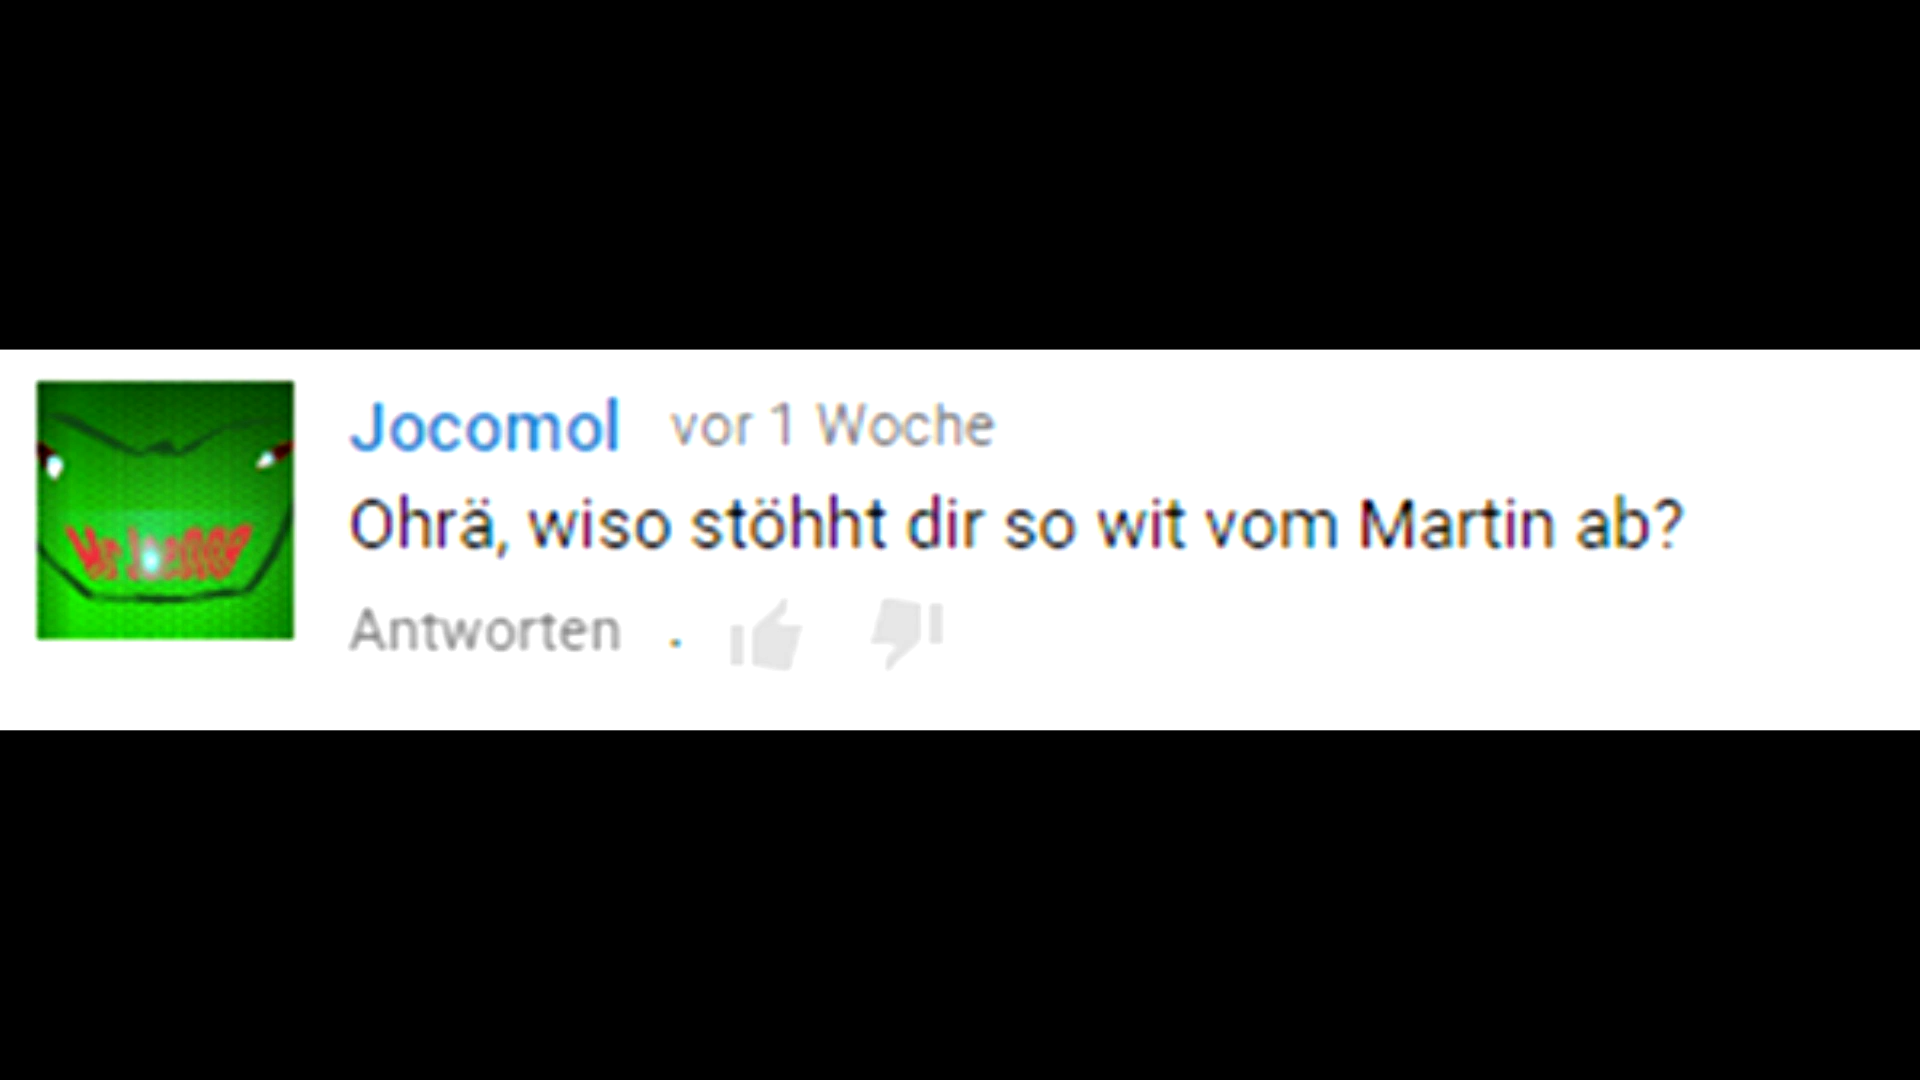 Jocomol vor 1 Woche
Ohrä, wiso stöhht dir so wit vom Martin ab?
Antworten .